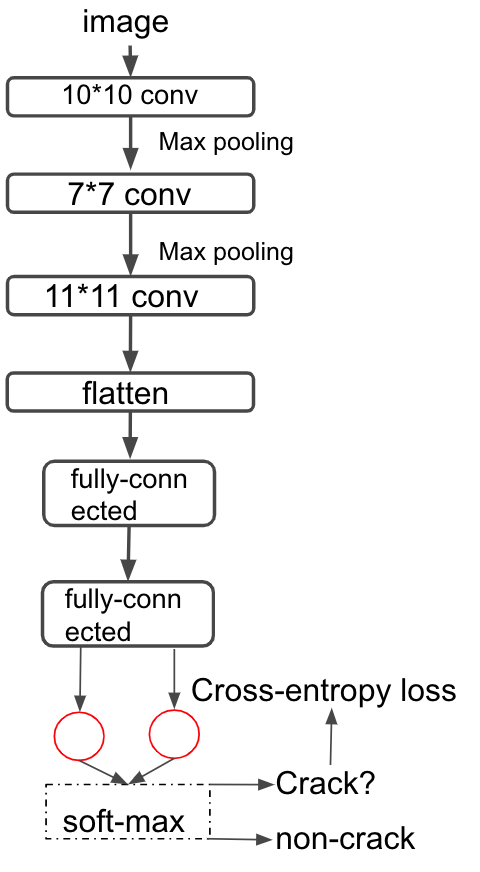 image
10*10 conv
Max pooling
7*7 conv
Max pooling
11*11 conv
flatten
fully-conn
ected
fully-conn
ected
Cross-entropy loss
Crack?
soft-max
non-crack